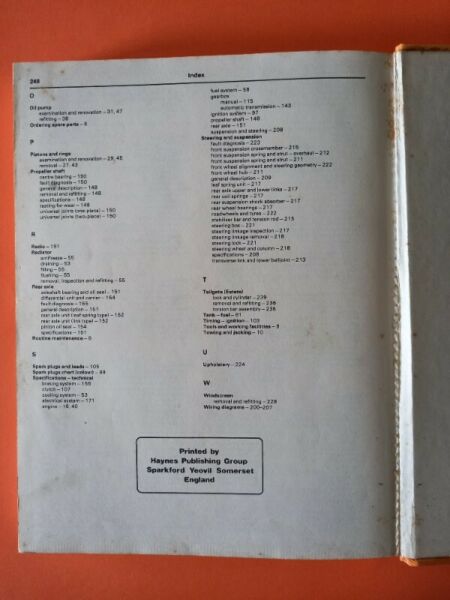 248
Index
O
Oil pump
examination and renovation – 31, 47
refitting – 38
Ordering spare parts – 6
P
Pistons and rings
examination and renovation – 29, 45
removal – 27, 43
Propeller shaft
centre bearing – 150
fault diagnosis – 150
general description – 148
removal and refitting – 148
specifications – 148
testing for wear – 148
universal joints (one piece) – 150
universal joints (two piece) – 150
R
Radio – 191
Radiator
antifreeze – 55
draining – 53
filling – 55
flushing – 55
removal, inspection and refitting – 55
Rear axle
axleshaft bearing and oil seal – 151
differential unit and carrier – 154
fault diagnosis – 155
general description – 151
rear axle unit (leaf spring type) – 152
rear axle unit (link type) – 152
pinion oil seal – 154
specifications – 151
Routine maintenance – 8
S
Spark plugs and leads – 105
Spark plugs chart (colour) – 99
Specifications – technical
braking system – 156
clutch – 107
cooling system – 53
electrical system – 171
engine – 16, 40
fuel system – 58
gearbox
manual – 115
automatic transmission – 143
ignition system – 97
propeller shaft – 148
rear axle – 151
suspension and steering – 208
Steering and suspension
fault diagnosis – 223
front suspension crossmember – 215
front suspension spring and strut – overhaul – 212
front suspension spring and strut – 211
front wheel alignment and steering geometry – 222
front wheel hub – 211
general description – 209
leaf spring unit – 217
rear axle upper and lower links – 217
rear coil springs – 217
rear suspension shock absorber – 217
rear wheel bearings – 217
roadwheels and tyres – 222
stabilizer bar and tension rod – 215
steering box – 221
steering linkage inspection – 217
steering linkage removal – 218
steering lock – 221
steering wheel and column – 218
specifications – 208
transverse link and lower balljoint – 213
T
Tailgate (Estate)
lock and cylinder – 239
removal and refitting – 238
torsion bar assembly – 238
Tank – fuel – 61
Timing – ignition – 103
Tools and working facilities – 3
Towing and jacking – 10
U
Upholstery – 224
W
Windscreen
removal and refitting – 228
Wiring diagrams – 200–207
Printed by
Haynes Publishing Group
Sparkford Yeovil Somerset
England